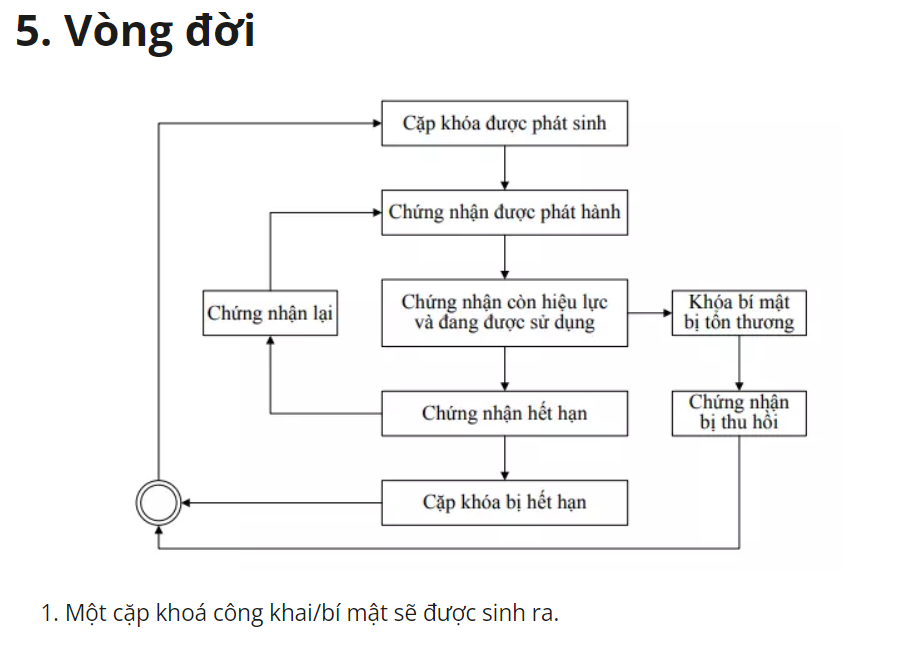 5. Vòng đời
Cặp khóa được phát sinh
Chứng nhận được phát hành
Chứng nhận lại
Chứng nhận còn hiệu lực
và đang được sử dụng
Khóa bí mật
bị tổn thương
Chứng nhận hết hạn
Chứng nhận
bị thu hồi
Cặp khóa bị hết hạn
1. Một cặp khoá công khai/bí mật sẽ được sinh ra.